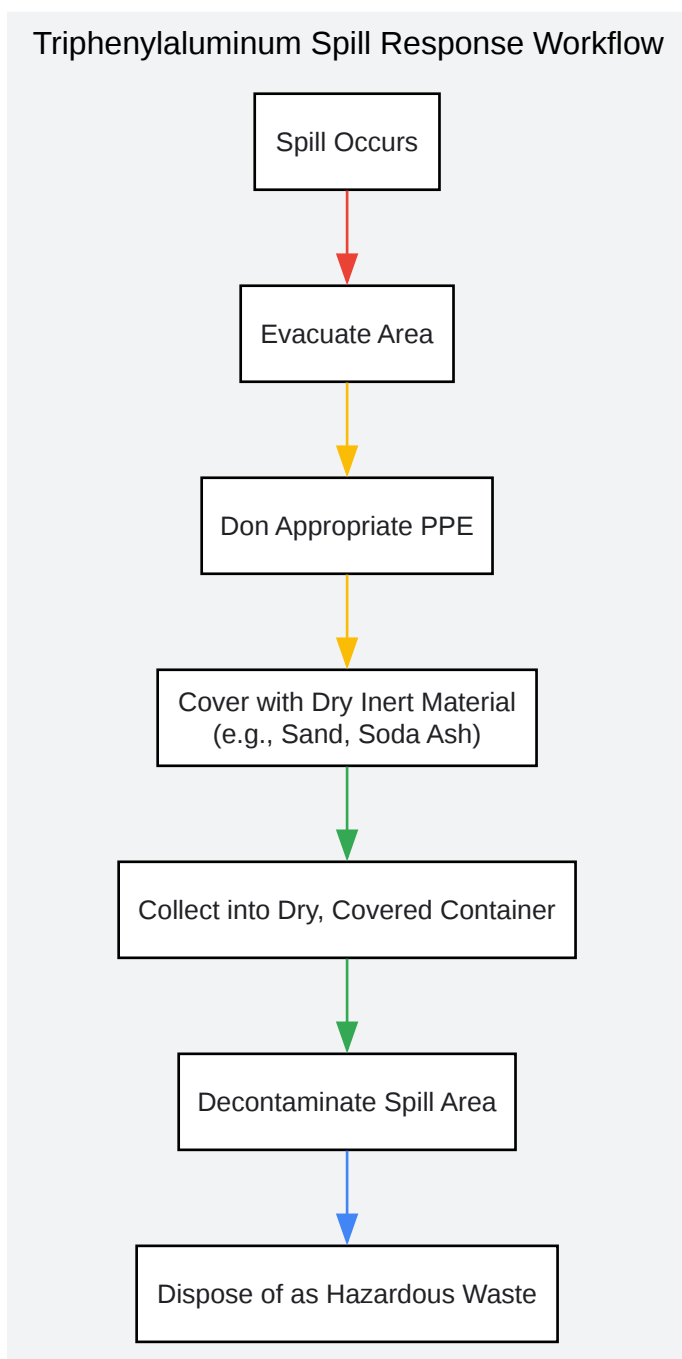 Triphenylaluminum Spill Response Workflow
Spill Occurs
Evacuate Area
Don Appropriate PPE
Cover with Dry Inert Material
(e.g., Sand, Soda Ash)
Collect into Dry, Covered Container
Decontaminate Spill Area
Dispose of as Hazardous Waste